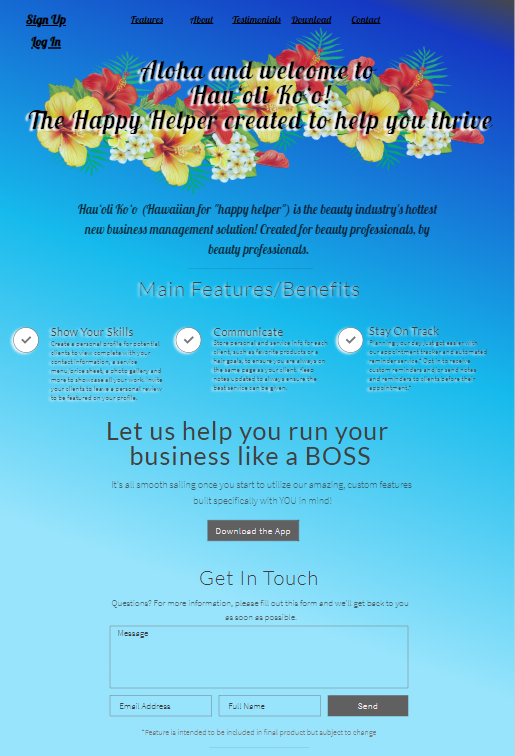 Sign Up
Features About Testimonials Download Contact
Log In
Aloha and welcome to
Hau'oli Ko'o!
The Happy Helper created to help you thrive
Hau'oli Ko'o (Hawaiian for "happy helper") is the beauty industry's hottest
new business management solution! Created for beauty professionals, by
beauty professionals.
Main Features/Benefits
Show Your Skills
Create a personal profile for potential
clients to view complete with your
contact information, a service
menu, price sheet, a photo gallery and
more to showcase all your work. Invite
your clients to leave a personal review
to be featured on your profile.
Communicate
Store personal and service info for each
client, such as favorite products or a
hair goals, to ensure you are always on
the same page as your client. Keep
notes updated to always ensure the
best service can be given.
Stay On Track
Planning your day just got easier with
our appointment tracker and automated
reminder service! Opt in to receive
custom reminders and/or send notes
and reminders to clients before their
appointment!
Let us help you run your
business like a BOSS
It's all smooth sailing once you start to utilize our amazing, custom features
built specifically with YOU in mind!
Download the App
Get In Touch
Questions? For more information, please fill out this form and we'll get back to you
as soon as possible.
Message
Email Address Full Name Send
*Feature is intended to be included in final product but subject to change